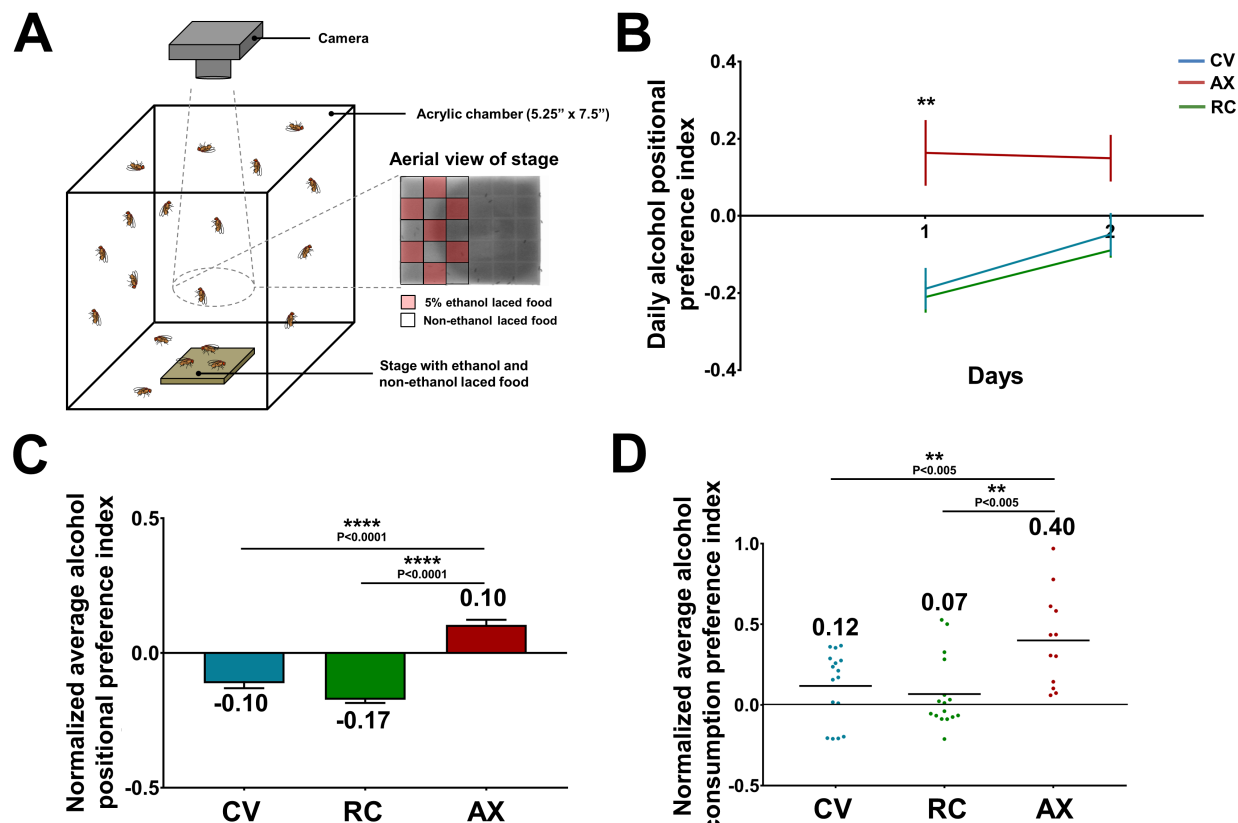 A
Camera
Acrylic chamber (5.25” x 7.5”)
Aerial view of stage
5% ethanol laced food
Non-ethanol laced food
Stage with ethanol and
non-ethanol laced food
B
Daily alcohol positional
preference index
0.4
0.2
0.0
-0.2
-0.4
**
1
2
Days
CV
AX
RC
C
Normalized average alcohol
positional preference index
0.5
0.0
-0.5
****
P<0.0001
****
P<0.0001
0.10
-0.10
-0.17
CV
RC
AX
D
Normalized average alcohol
consumption preference index
**
P<0.005
**
P<0.005
1.0
0.5
0.0
-0.5
0.40
0.12
0.07
CV
RC
AX